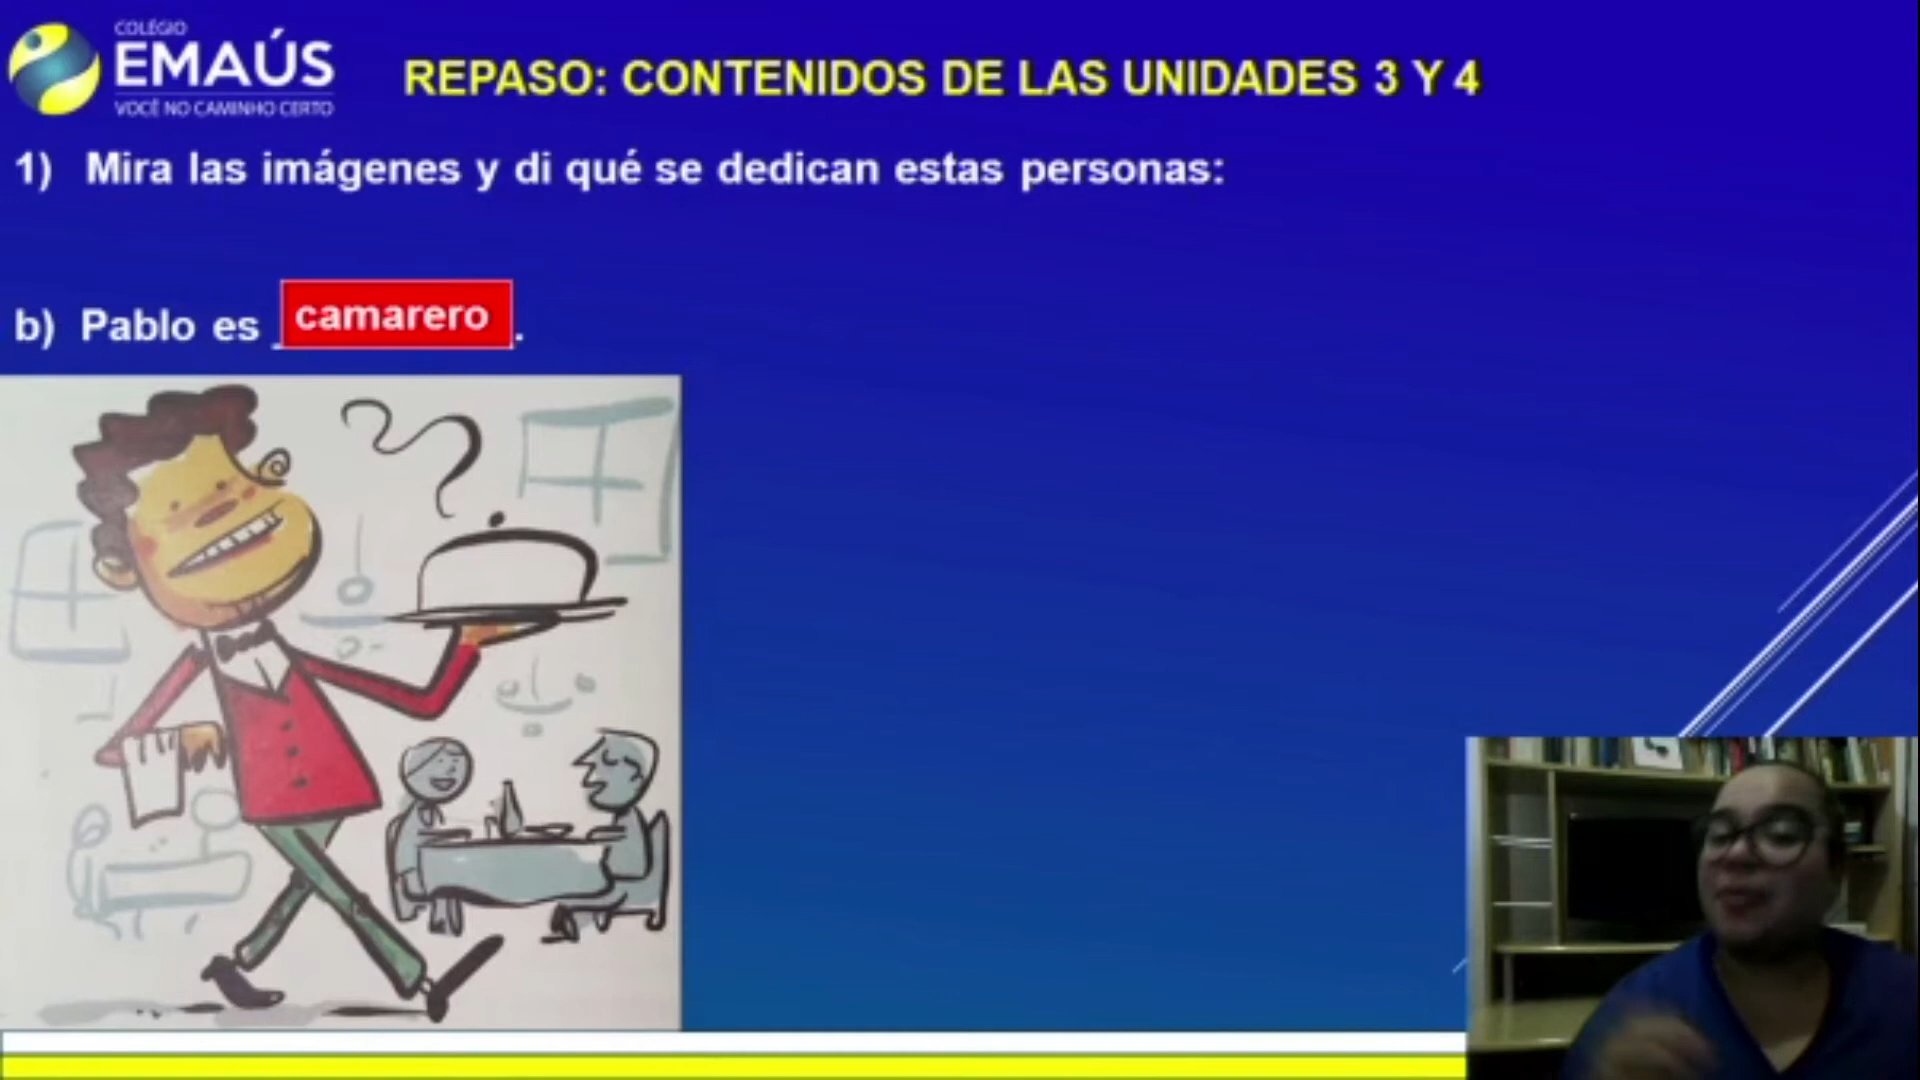 COLÉGIO
EMAÚS
VOCÊ NO CAMINHO CERTO
REPASO: CONTENIDOS DE LAS UNIDADES 3 Y 4
1) Mira las imágenes y di qué se dedican estas personas:
b) Pablo es camarero.